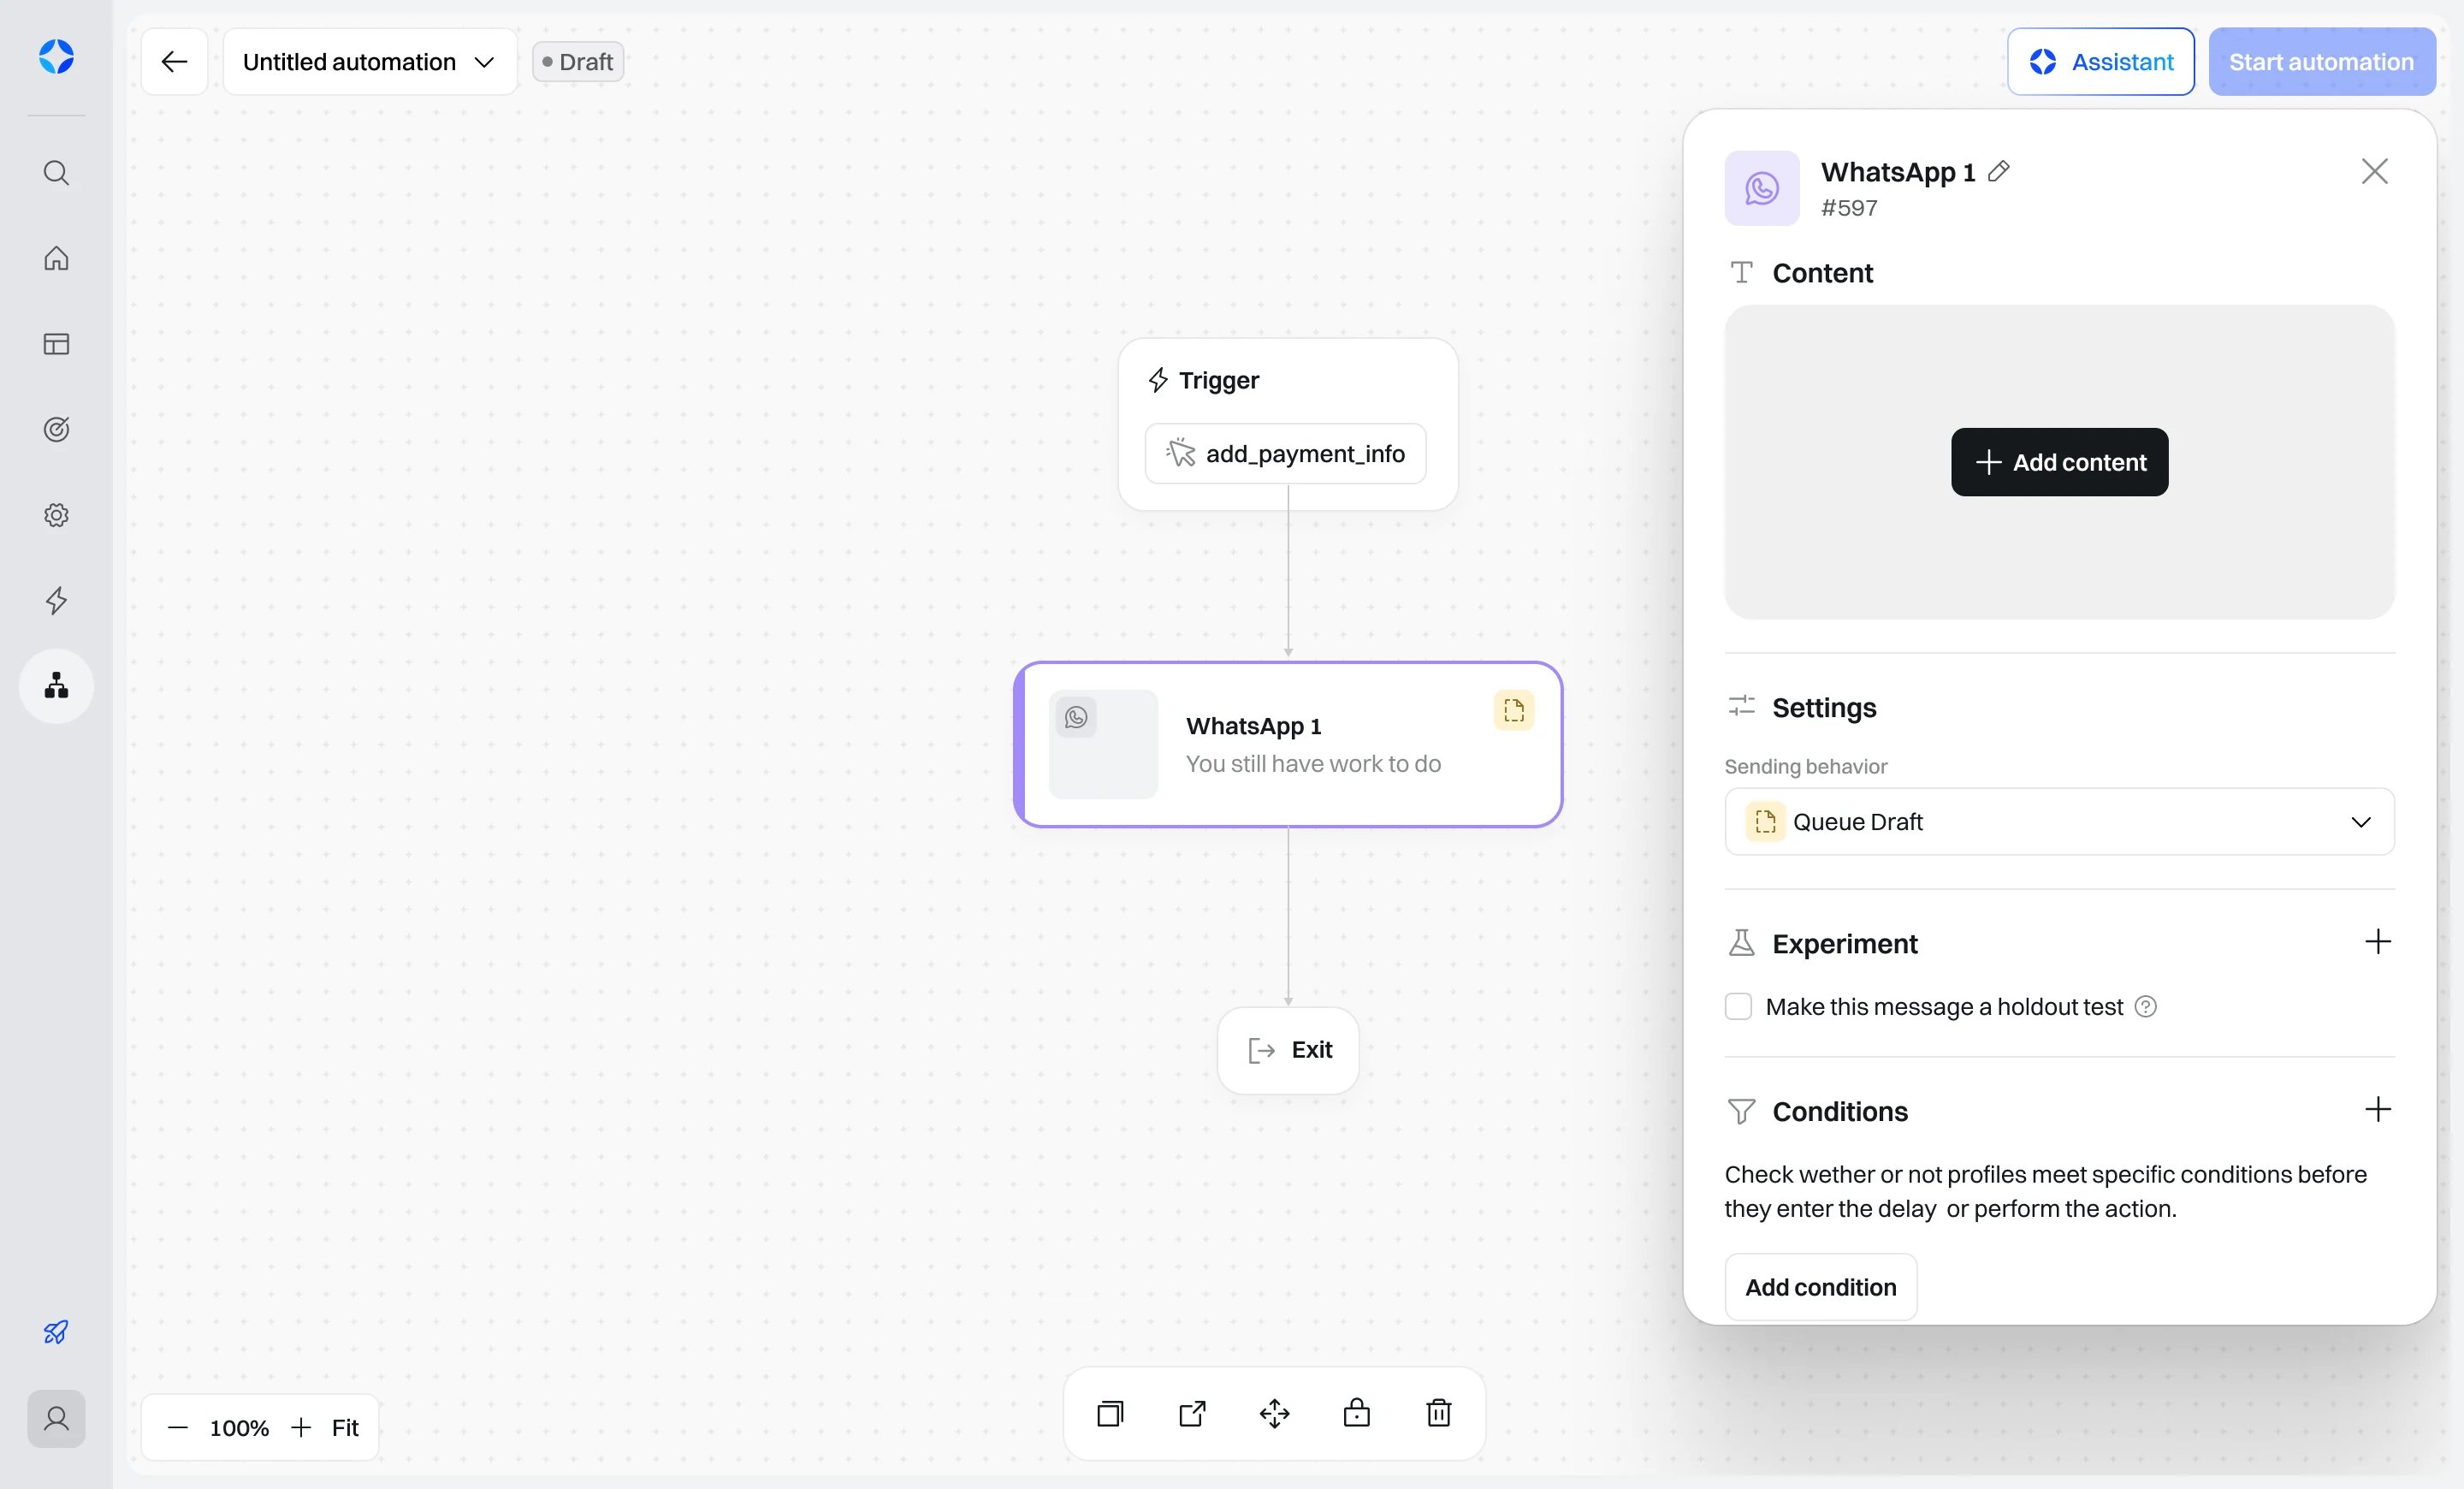 Untitled automation
Draft
Assistant
Start automation
WhatsApp 1
#597
Content
Add content
Settings
Sending behavior
Queue Draft
Experiment
Make this message a holdout test
Conditions
Check wether or not profiles meet specific conditions before
they enter the delay or perform the action.
Add condition
Trigger
add_payment_info
WhatsApp 1
You still have work to do
Exit
100%
Fit